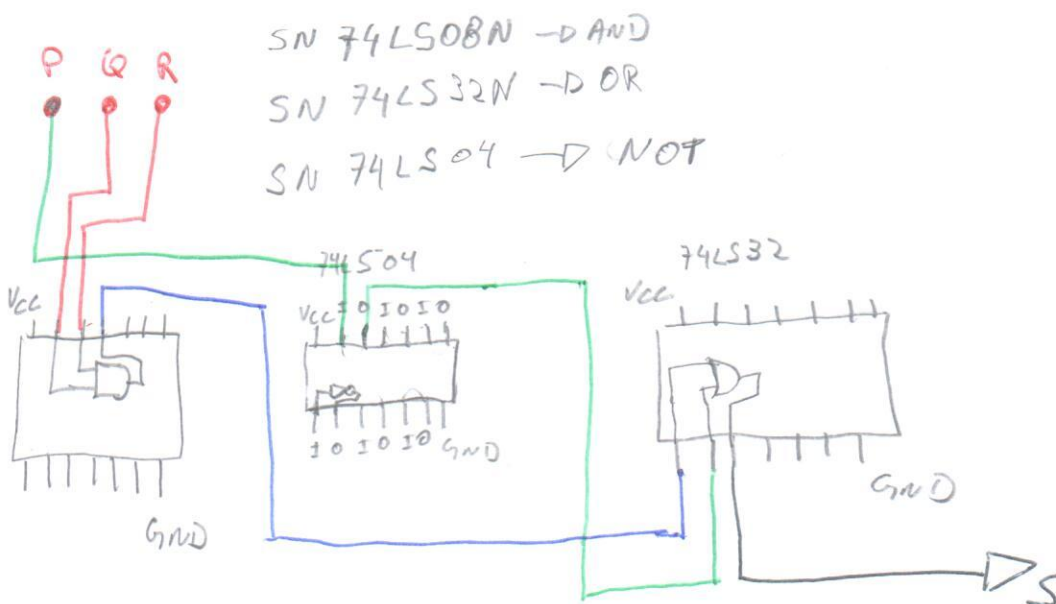 P Q R
SN 74LS08N → AND
SN 74LS32N → OR
SN 74LS04 → NOT
74LS04
74LS32
Vcc
Vcc I O I O I O
Vcc
I O I O I O GND
GND
GND
S